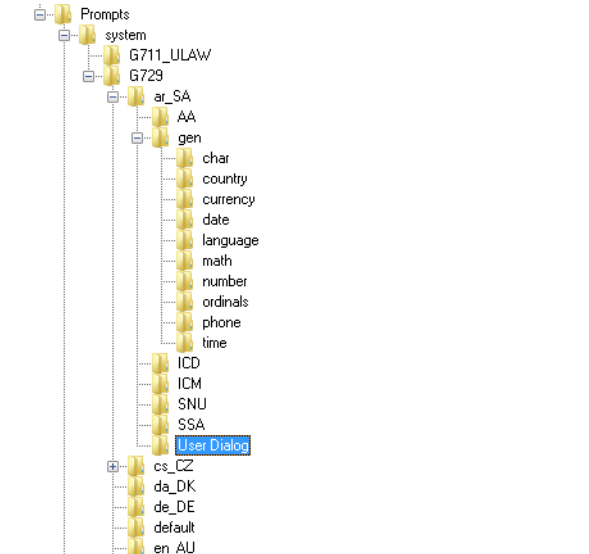 Prompts
system
G711_ULAW
G729
ar_SA
AA
gen
char
country
currency
date
language
math
number
ordinals
phone
time
ICD
ICM
SNU
SSA
User Dialog
cs_CZ
da_DK
de_DE
default
en_AU